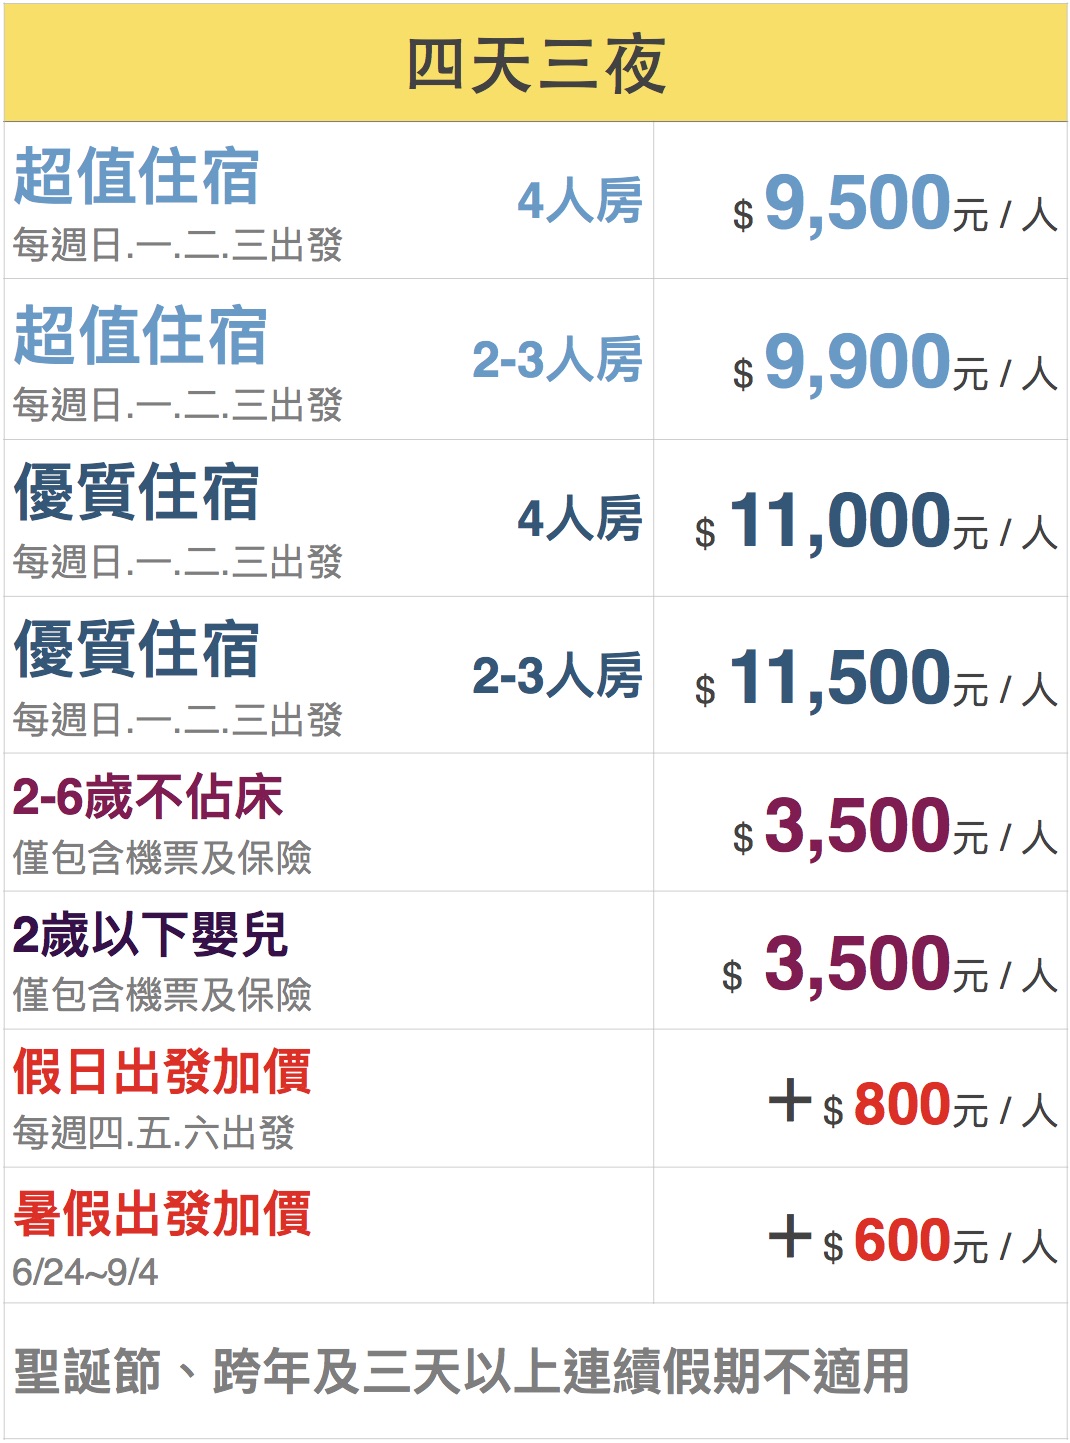 四天三夜
超值住宿 4人房 $ 9,500元 / 人
每週日.一.二.三出發
超值住宿 2-3人房 $ 9,900元 / 人
每週日.一.二.三出發
優質住宿 4人房 $ 11,000元 / 人
每週日.一.二.三出發
優質住宿 2-3人房 $ 11,500元 / 人
每週日.一.二.三出發
2-6歲不佔床 $ 3,500元 / 人
僅包含機票及保險
2歲以下嬰兒 $ 3,500元 / 人
僅包含機票及保險
假日出發加價 +$ 800元 / 人
每週四.五.六出發
暑假出發加價 +$ 600元 / 人
6/24~9/4
聖誕節、跨年及三天以上連續假期不適用